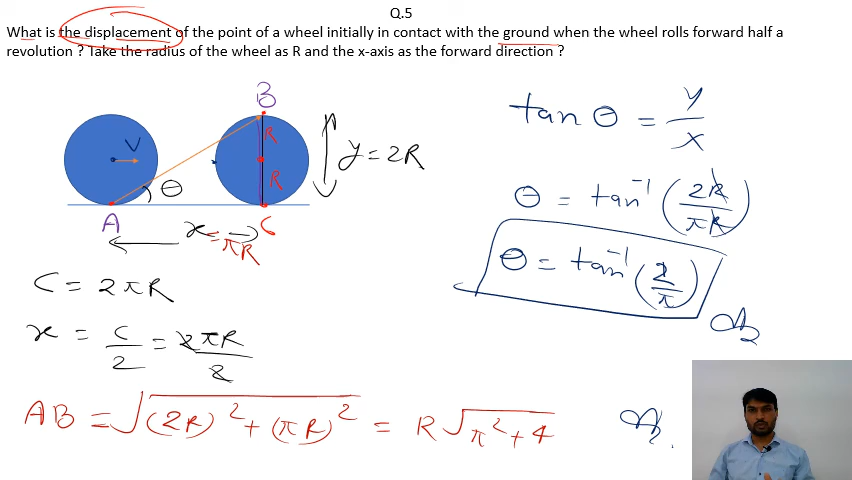 Q.5
What is the displacement of the point of a wheel initially in contact with the ground when the wheel rolls forward half a
revolution ? Take the radius of the wheel as R and the x-axis as the forward direction ?
B
R
V
R
y = 2R
θ
A
C
x = πR
C = 2πR
x = C/2 = 2πR/2
AB = √(2R)² + (πR)² = R √π² + 4
tan θ = y/x
θ = tan⁻¹ (2R/πR)
θ = tan⁻¹ (2/π)